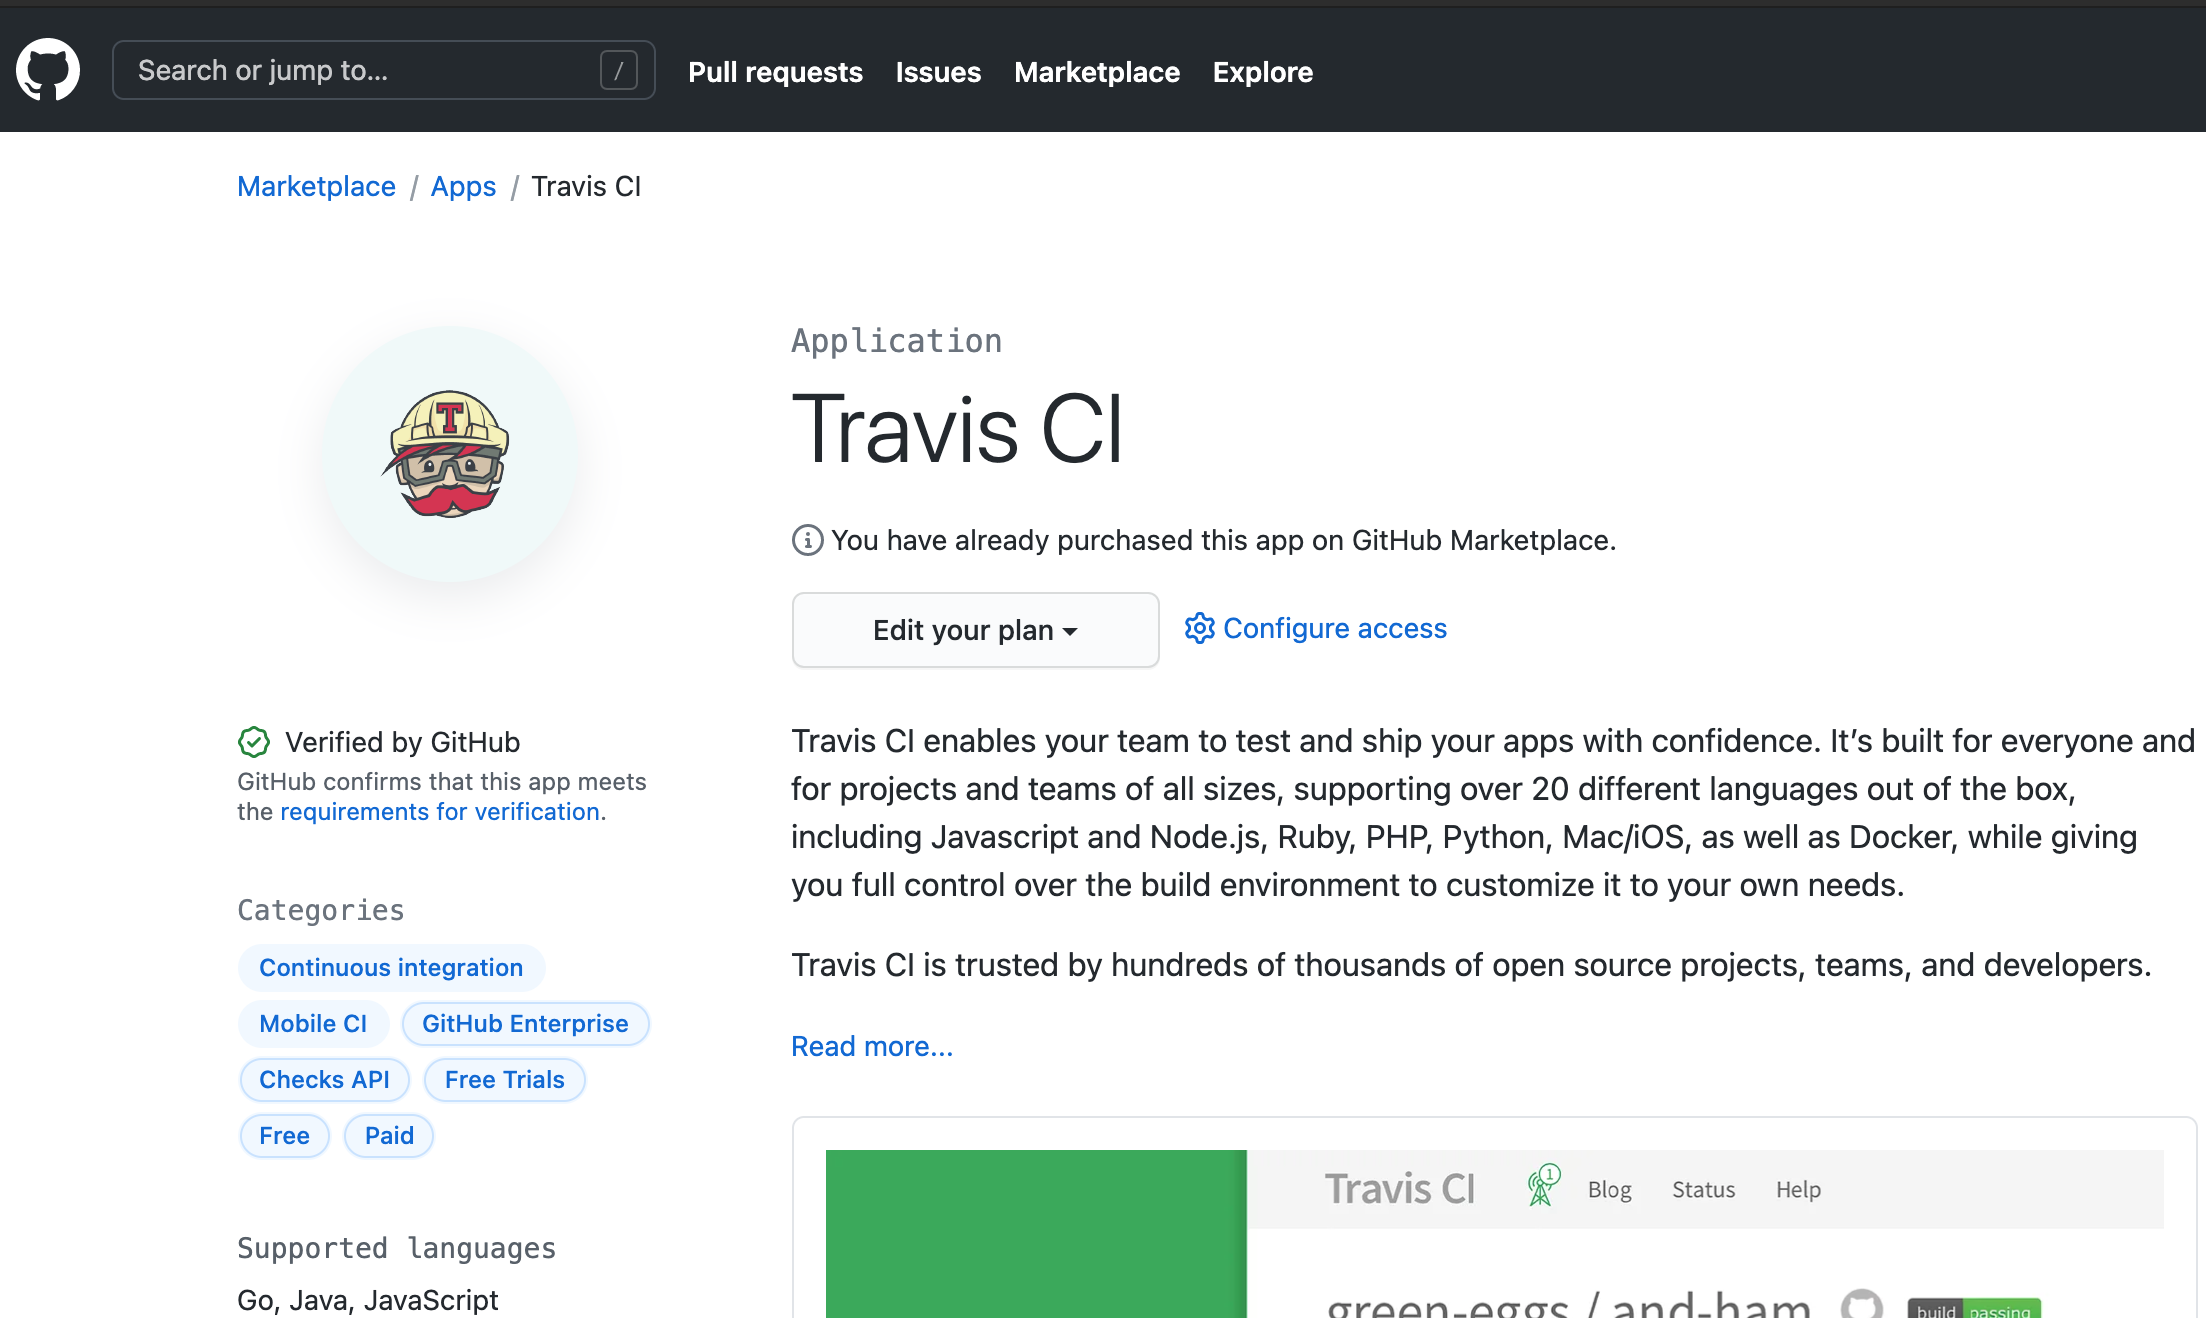 Search or jump to... /
Pull requests Issues Marketplace Explore
Marketplace / Apps / Travis CI
T
Application
Travis CI
You have already purchased this app on GitHub Marketplace.
Edit your plan
Configure access
Verified by GitHub
GitHub confirms that this app meets
the requirements for verification.
Categories
Continuous integration
Mobile CI GitHub Enterprise
Checks API Free Trials
Free Paid
Supported languages
Go, Java, JavaScript
Travis CI enables your team to test and ship your apps with confidence. It’s built for everyone and
for projects and teams of all sizes, supporting over 20 different languages out of the box,
including Javascript and Node.js, Ruby, PHP, Python, Mac/iOS, as well as Docker, while giving
you full control over the build environment to customize it to your own needs.
Travis CI is trusted by hundreds of thousands of open source projects, teams, and developers.
Read more...
Travis CI 1 Blog Status Help
green-eggs / and-ham build passing